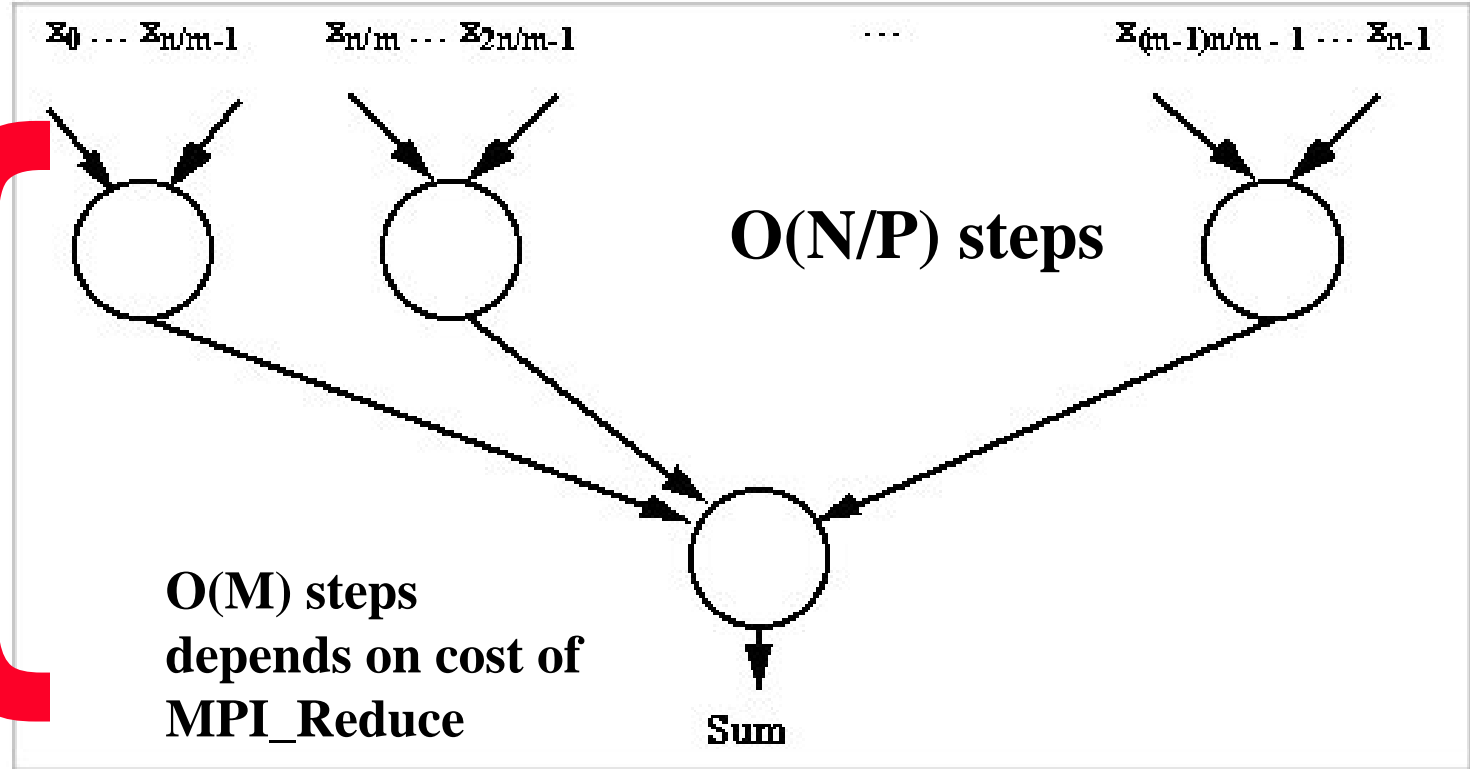 x0 ... xn/m-1 xn/m ... x2n/m-1 ... x(m-1)n/m - 1 ... xn-1
O(N/P) steps
O(M) steps
depends on cost of
MPI_Reduce
Sum